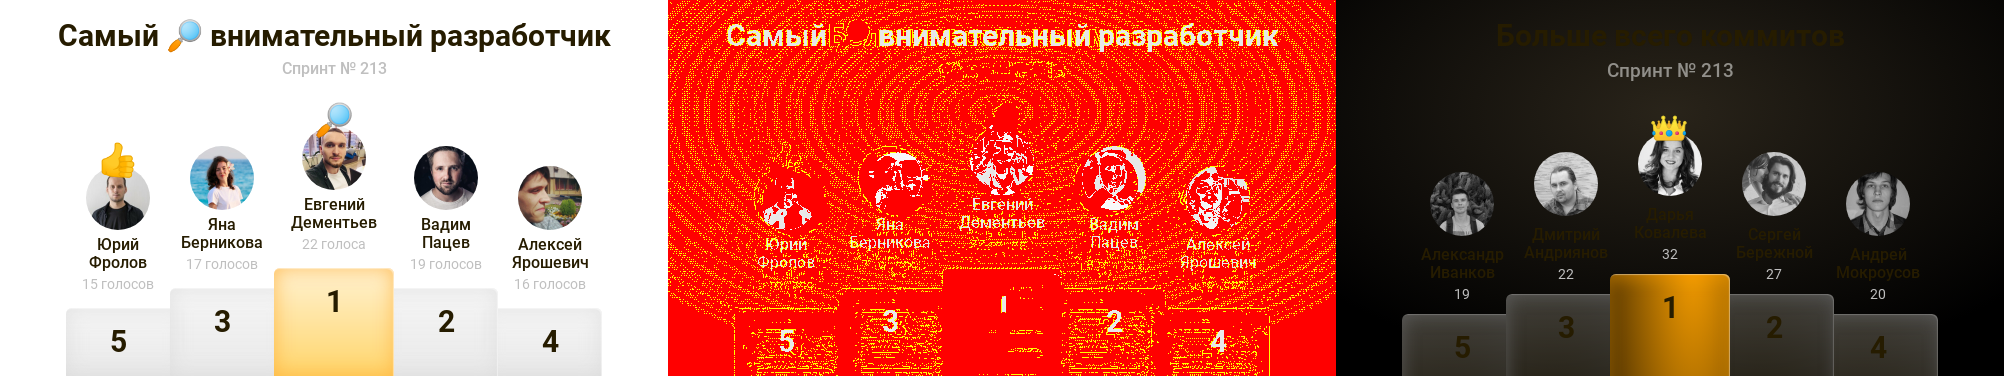 Самый 🔎 внимательный разработчик
Спринт № 213
Евгений
Дементьев
22 голоса
Яна
Берникова
17 голосов
Вадим
Пацев
19 голосов
Юрий
Фролов
15 голосов
Алексей
Ярошевич
16 голосов
1
3
2
5
4
Самый внимательный разработчик
Евгений
Дементьев
Яна
Берникова
Вадим
Пацев
Юрий
Фролов
Алексей
Ярошевич
1
3
2
5
4
Больше всего коммитов
Спринт № 213
Дарья
Ковалева
32
Дмитрий
Андриянов
22
Сергей
Бережной
27
Александр
Иванков
19
Андрей
Мокроусов
20
1
3
2
5
4